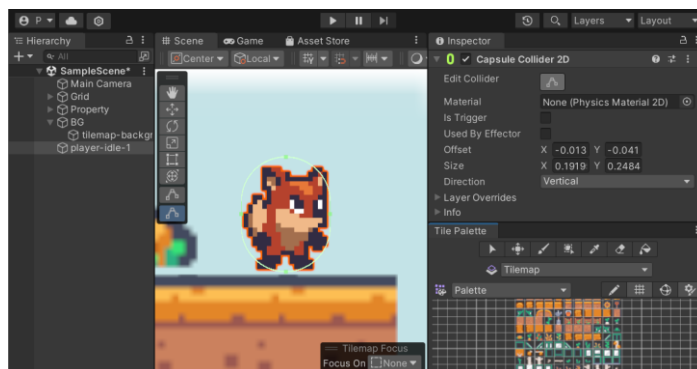 P
Layers
Layout
Hierarchy
All
SampleScene*
Main Camera
Grid
Property
BG
tilemap-backgr
player-idle-1
Scene
Game
Asset Store
Center
Local
Tilemap Focus
Focus On
None
Inspector
Capsule Collider 2D
Edit Collider
Material
None (Physics Material 2D)
Is Trigger
Used By Effector
Offset
X -0.013 Y -0.041
Size
X 0.1919 Y 0.2484
Direction
Vertical
Layer Overrides
Info
Tile Palette
Tilemap
Palette